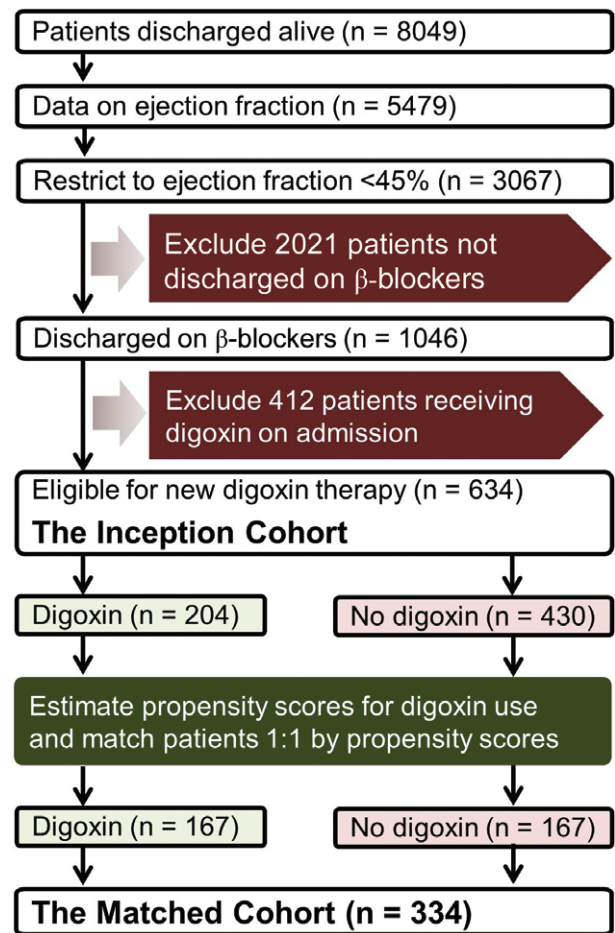 Patients discharged alive (n = 8049)
Data on ejection fraction (n = 5479)
Restrict to ejection fraction <45% (n = 3067)
Exclude 2021 patients not
discharged on β-blockers
Discharged on β-blockers (n = 1046)
Exclude 412 patients receiving
digoxin on admission
Eligible for new digoxin therapy (n = 634)
The Inception Cohort
Digoxin (n = 204)
No digoxin (n = 430)
Estimate propensity scores for digoxin use
and match patients 1:1 by propensity scores
Digoxin (n = 167)
No digoxin (n = 167)
The Matched Cohort (n = 334)